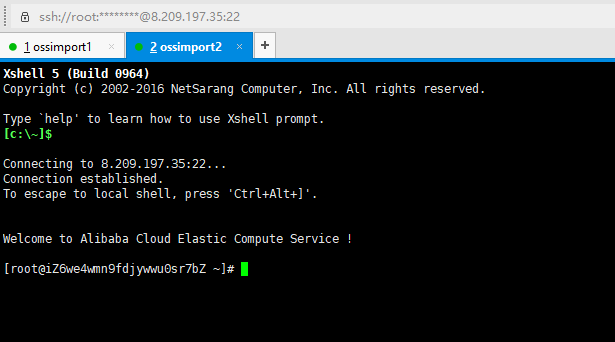 ssh://root:********@8.209.197.35:22
1 ossimport1 × 2 ossimport2 × +
Xshell 5 (Build 0964)
Copyright (c) 2002-2016 NetSarang Computer, Inc. All rights reserved.
Type `help' to learn how to use Xshell prompt.
[c:\~]$
Connecting to 8.209.197.35:22...
Connection established.
To escape to local shell, press 'Ctrl+Alt+]'.
Welcome to Alibaba Cloud Elastic Compute Service !
[root@iZ6we4wmn9fdjywwu0sr7bZ ~]#